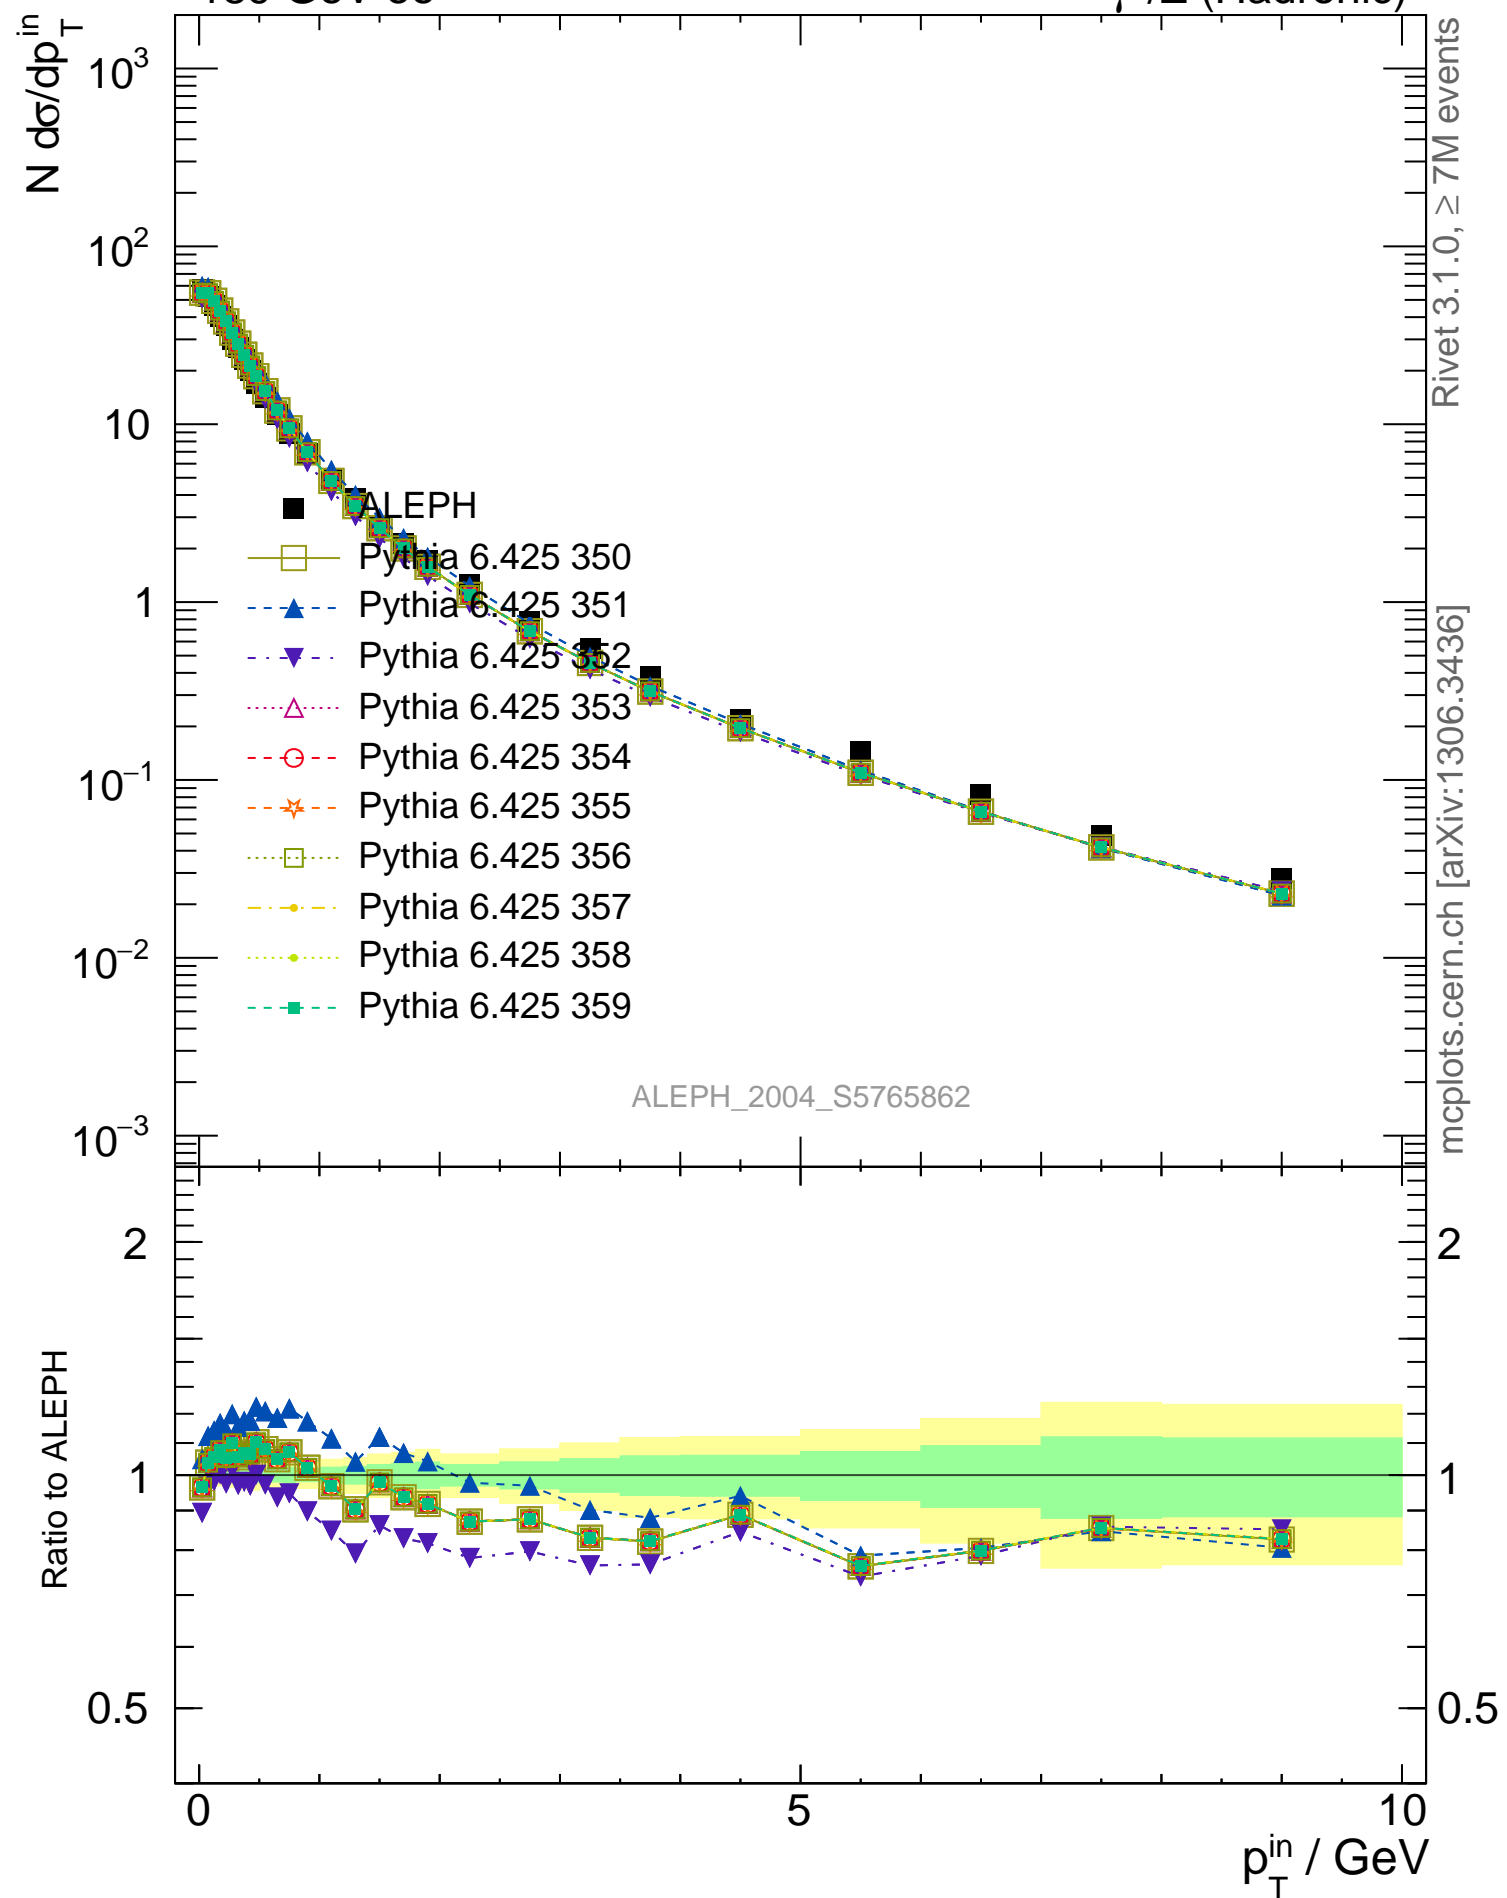 N dσ/dp_T^in
10^3
10^2
10
1
10^−1
10^−2
10^−3
ALEPH
Pythia 6.425 350
Pythia 6.425 351
Pythia 6.425 352
Pythia 6.425 353
Pythia 6.425 354
Pythia 6.425 355
Pythia 6.425 356
Pythia 6.425 357
Pythia 6.425 358
Pythia 6.425 359
ALEPH_2004_S5765862
Rivet 3.1.0, ≥ 7M events
mcplots.cern.ch [arXiv:1306.3436]
Ratio to ALEPH
2
1
0.5
2
1
0.5
0
5
10
p_T^in / GeV